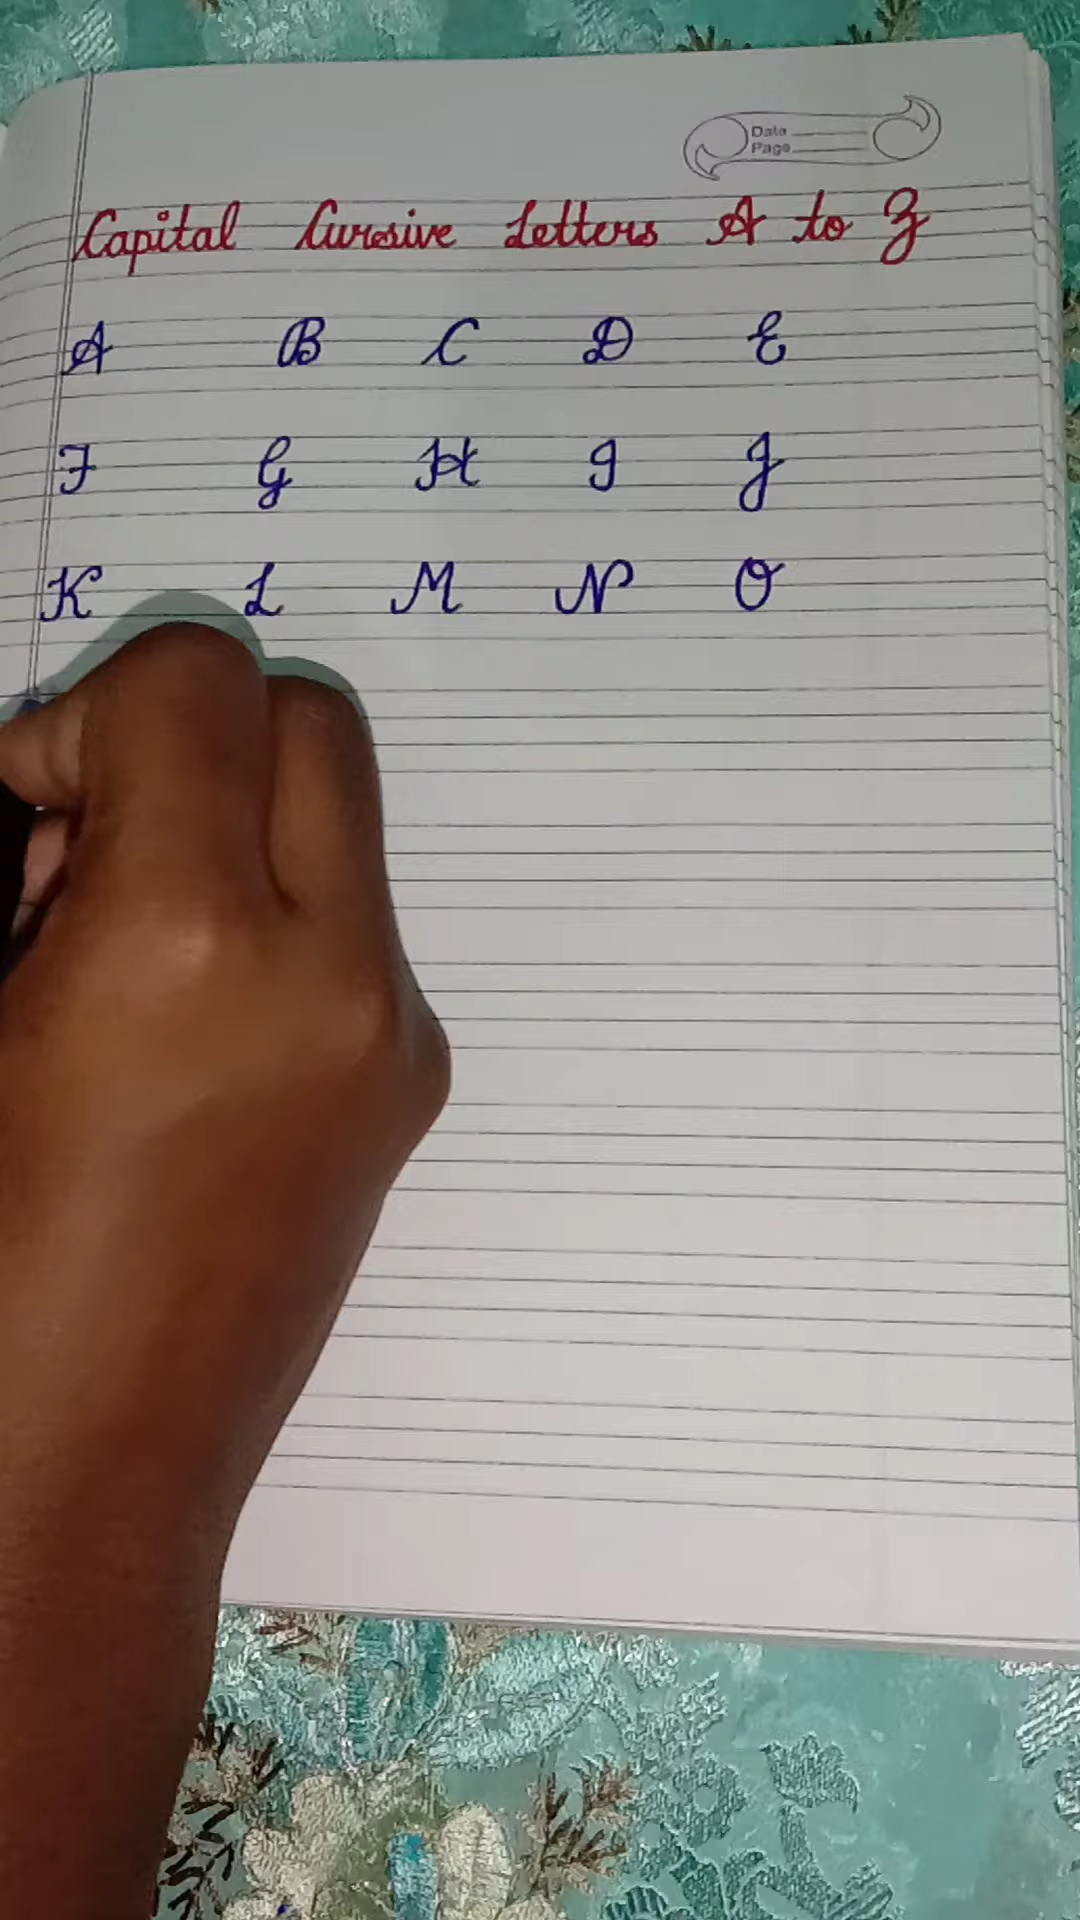 Date
Page
Capital Cursive Letters A to Z
A B C D E
F G H I J
K L M N O